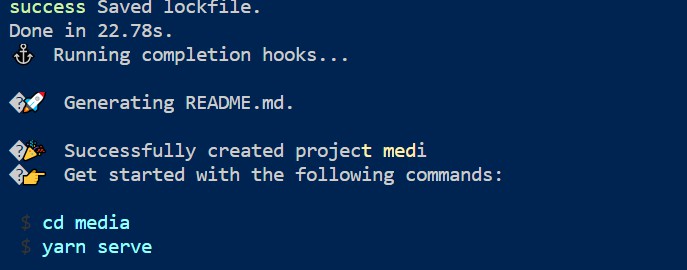 success Saved lockfile.
Done in 22.78s.
⚓ Running completion hooks...
�🚀 Generating README.md.
�🎉 Successfully created project medi
�👉 Get started with the following commands:
$ cd media
$ yarn serve